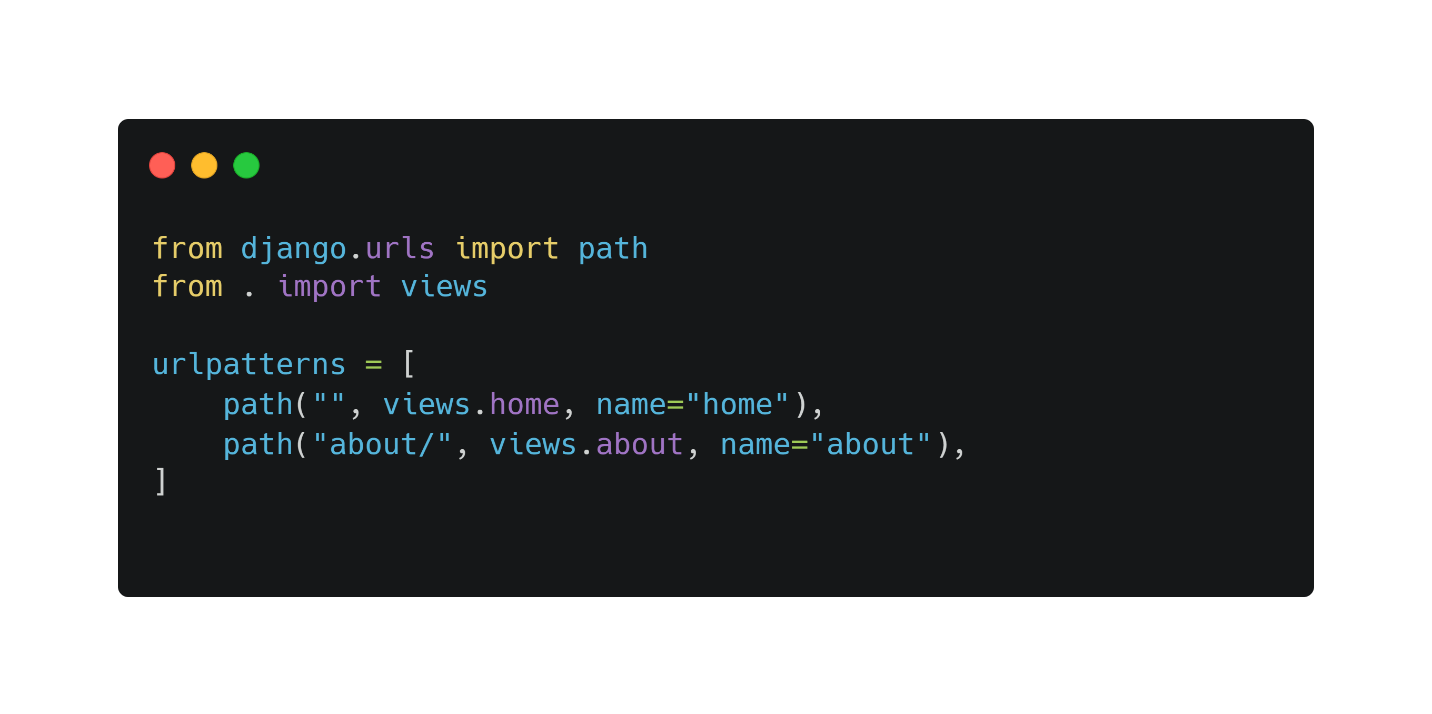 from django.urls import path
from . import views

urlpatterns = [
    path("", views.home, name="home"),
    path("about/", views.about, name="about"),
]